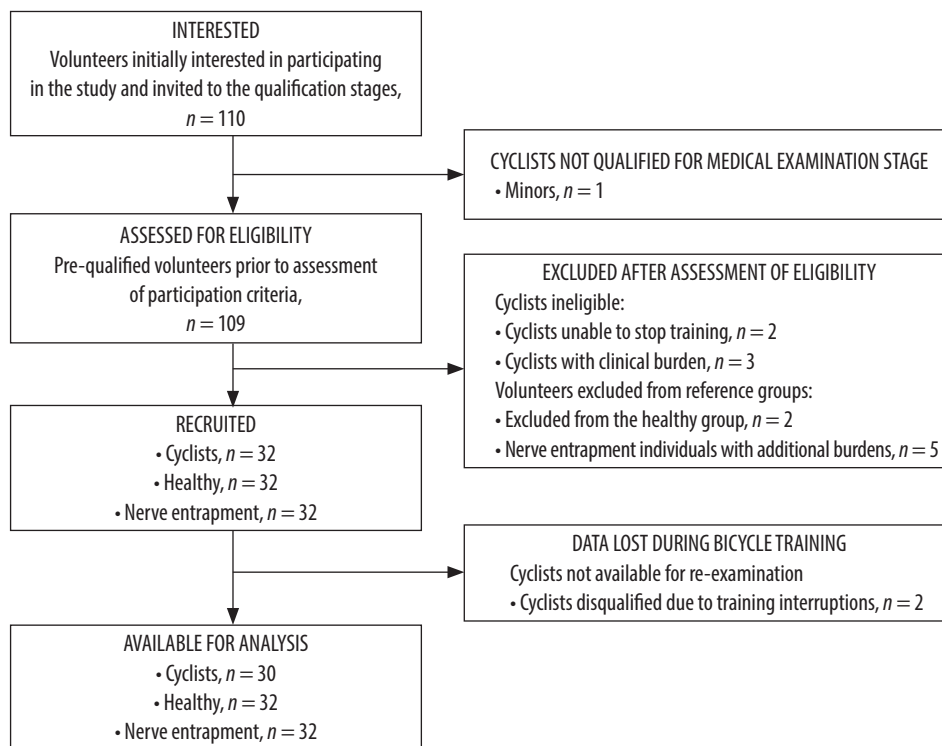 INTERESTED
Volunteers initially interested in participating
in the study and invited to the qualification stages,
n = 110
CYCLISTS NOT QUALIFIED FOR MEDICAL EXAMINATION STAGE
• Minors, n = 1
ASSESSED FOR ELIGIBILITY
Pre-qualified volunteers prior to assessment
of participation criteria,
n = 109
EXCLUDED AFTER ASSESSMENT OF ELIGIBILITY
Cyclists ineligible:
• Cyclists unable to stop training, n = 2
• Cyclists with clinical burden, n = 3
Volunteers excluded from reference groups:
• Excluded from the healthy group, n = 2
• Nerve entrapment individuals with additional burdens, n = 5
RECRUITED
• Cyclists, n = 32
• Healthy, n = 32
• Nerve entrapment, n = 32
DATA LOST DURING BICYCLE TRAINING
Cyclists not available for re-examination
• Cyclists disqualified due to training interruptions, n = 2
AVAILABLE FOR ANALYSIS
• Cyclists, n = 30
• Healthy, n = 32
• Nerve entrapment, n = 32